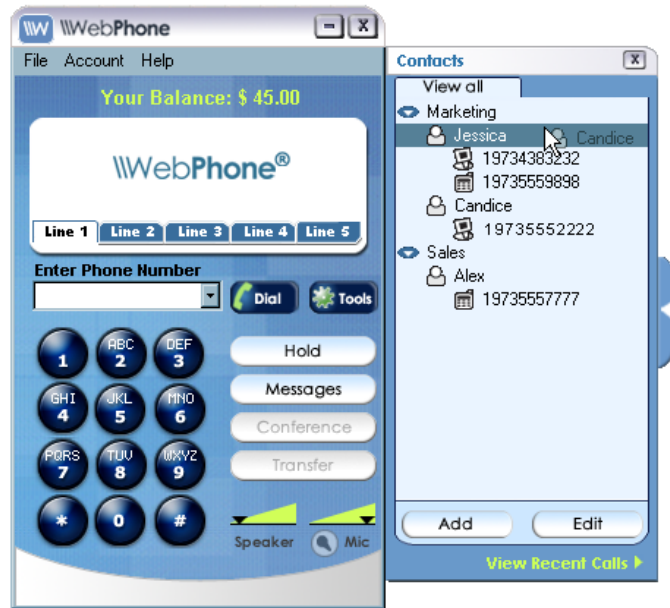 \\WebPhone
File Account Help
Your Balance: $ 45.00
\\WebPhone®
Line 1 Line 2 Line 3 Line 4 Line 5
Enter Phone Number
Dial Tools
1 ABC 2 DEF 3
GHI 4 JKL 5 MNO 6
PQRS 7 TUV 8 WXYZ 9
* 0 #
Hold
Messages
Conference
Transfer
Speaker Mic
Contacts
View all
Marketing
Jessica Candice
19734383232
19735559898
Candice
19735552222
Sales
Alex
19735557777
Add Edit
View Recent Calls